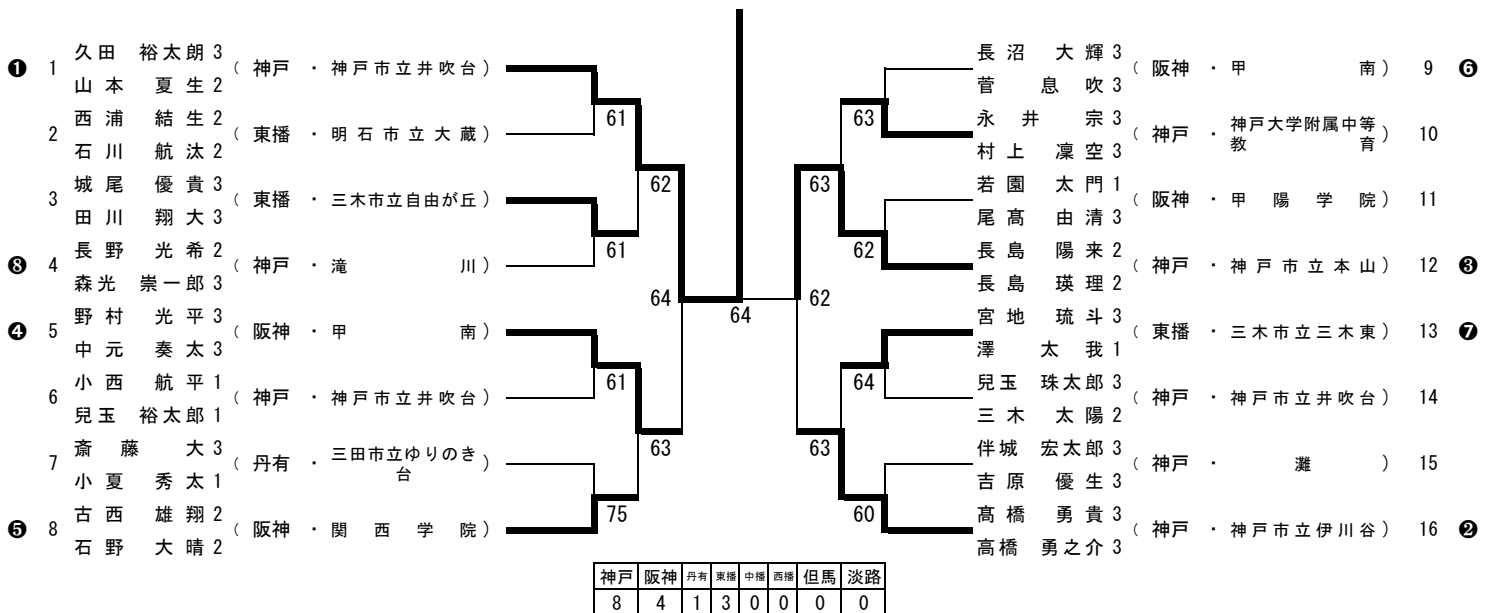 ❶ 1 久田 裕太朗 3 ( 神戸 ・ 神戸市立井吹台 )
山本 夏生 2
2 西浦 結生 2 ( 東播 ・ 明石市立大蔵 )
石川 航汰 2
3 城尾 優貴 3 ( 東播 ・ 三木市立自由が丘 )
田川 翔大 3
❽ 4 長野 光希 2 ( 神戸 ・ 滝川 )
森光 崇一郎 3
❹ 5 野村 光平 3 ( 阪神 ・ 甲南 )
中元 奏太 3
6 小西 航平 1 ( 神戸 ・ 神戸市立井吹台 )
兒玉 裕太郎 1
7 斎藤 大 3 ( 丹有 ・ 三田市立ゆりのき台 )
小夏 秀太 1
❺ 8 古西 雄翔 2 ( 阪神 ・ 関西学院 )
石野 大晴 2
61
61
61
75
62
63
64
64
62
63
63
63
62
64
60
長沼 大輝 3 ( 阪神 ・ 甲南 ) 9 ❻
菅 息吹 3
永井 宗 3 ( 神戸 ・ 神戸大学附属中等教育 ) 10
村上 凜空 3
若園 太門 1 ( 阪神 ・ 甲陽学院 ) 11
尾髙 由清 3
長島 陽来 2 ( 神戸 ・ 神戸市立本山 ) 12 ❸
長島 瑛理 2
宮地 琉斗 3 ( 東播 ・ 三木市立三木東 ) 13 ❼
澤 太我 1
兒玉 珠太郎 3 ( 神戸 ・ 神戸市立井吹台 ) 14
三木 太陽 2
伴城 宏太郎 3 ( 神戸 ・ 灘 ) 15
吉原 優生 3
髙橋 勇貴 3 ( 神戸 ・ 神戸市立伊川谷 ) 16 ❷
高橋 勇之介 3
神戸 阪神 丹有 東播 中播 西播 但馬 淡路
8 4 1 3 0 0 0 0